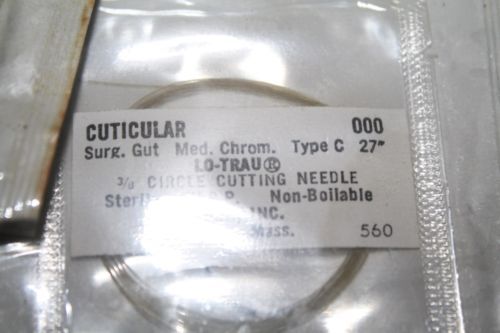 CUTICULAR 000
Surg. Gut Med. Chrom. Type C 27"
LO-TRAU®
3/8 CIRCLE CUTTING NEEDLE
Non-Boilable
INC.
Mass. 560